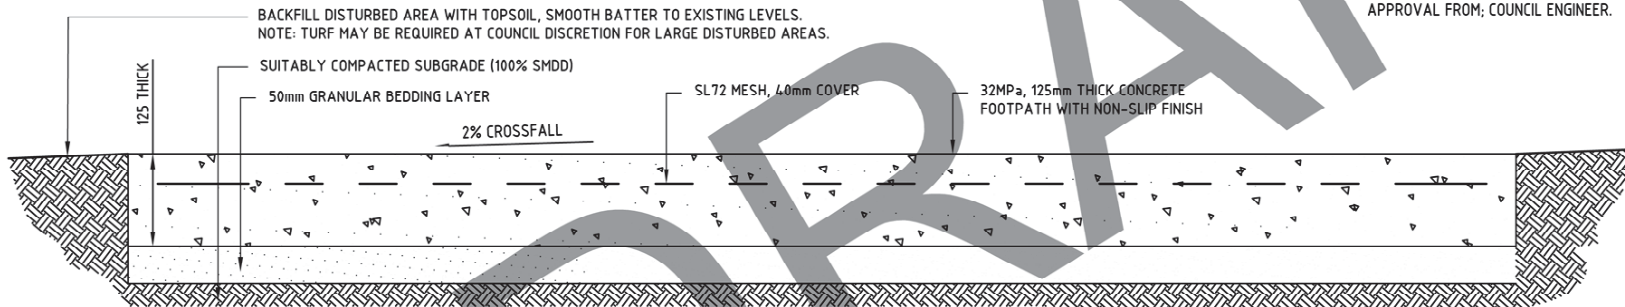 BACKFILL DISTURBED AREA WITH TOPSOIL, SMOOTH BATTER TO EXISTING LEVELS.
NOTE: TURF MAY BE REQUIRED AT COUNCIL DISCRETION FOR LARGE DISTURBED AREAS.
APPROVAL FROM; COUNCIL ENGINEER.
SUITABLY COMPACTED SUBGRADE (100% SMDD)
125 THICK
50mm GRANULAR BEDDING LAYER
SL72 MESH, 40mm COVER
32MPa, 125mm THICK CONCRETE
FOOTPATH WITH NON-SLIP FINISH
2% CROSSFALL